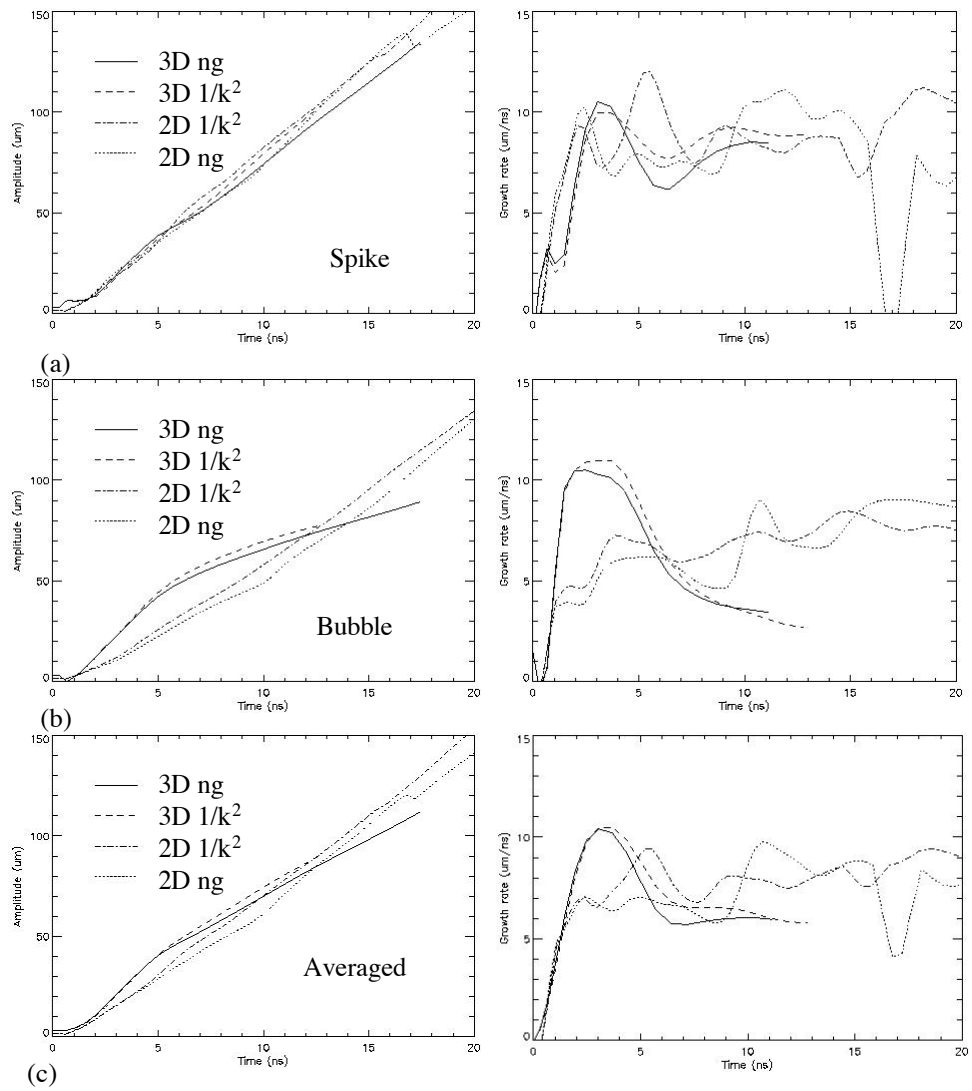 150
100
50
0
Amplitude (um)
3D ng
3D 1/k²
2D 1/k²
2D ng
Spike
0 5 10 15 20
Time (ns)
15
10
5
0
Growth rate (um/ns)
0 5 10 15 20
Time (ns)
(a)
150
100
50
0
Amplitude (um)
3D ng
3D 1/k²
2D 1/k²
2D ng
Bubble
0 5 10 15 20
Time (ns)
15
10
5
0
Growth rate (um/ns)
0 5 10 15 20
Time (ns)
(b)
150
100
50
0
Amplitude (um)
3D ng
3D 1/k²
2D 1/k²
2D ng
Averaged
0 5 10 15 20
Time (ns)
15
10
5
0
Growth rate (um/ns)
0 5 10 15 20
Time (ns)
(c)